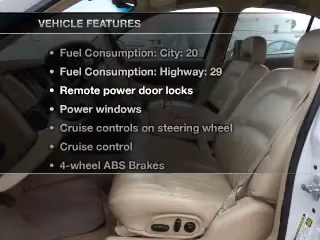 VEHICLE FEATURES
• Fuel Consumption: City: 20
• Fuel Consumption: Highway: 29
• Remote power door locks
• Power windows
• Cruise controls on steering wheel
• Cruise control
• 4-wheel ABS Brakes